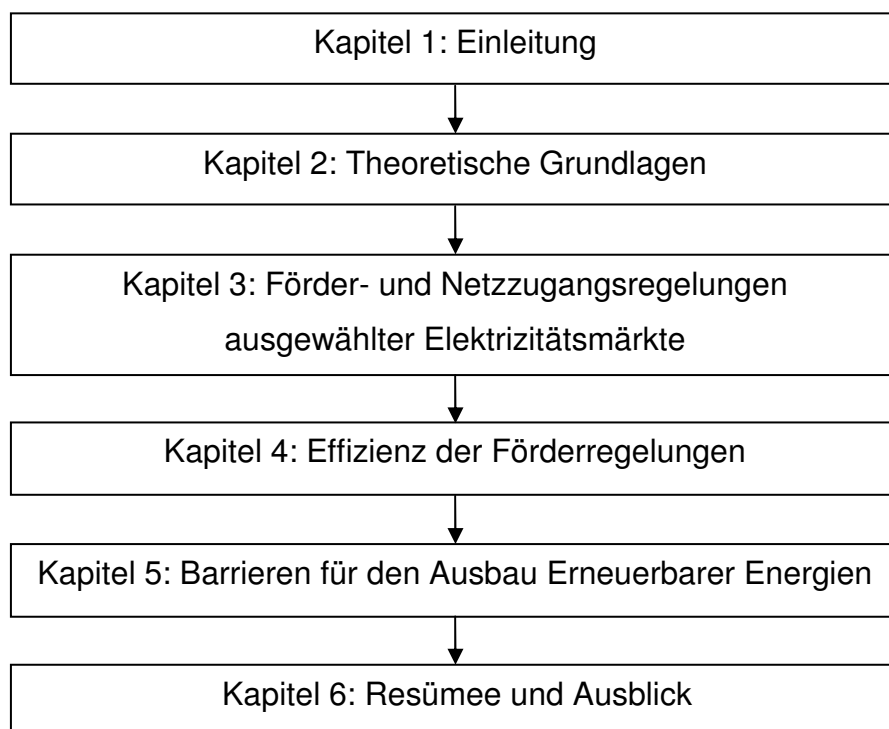 Kapitel 1: Einleitung
Kapitel 2: Theoretische Grundlagen
Kapitel 3: Förder- und Netzzugangsregelungen
ausgewählter Elektrizitätsmärkte
Kapitel 4: Effizienz der Förderregelungen
Kapitel 5: Barrieren für den Ausbau Erneuerbarer Energien
Kapitel 6: Resümee und Ausblick